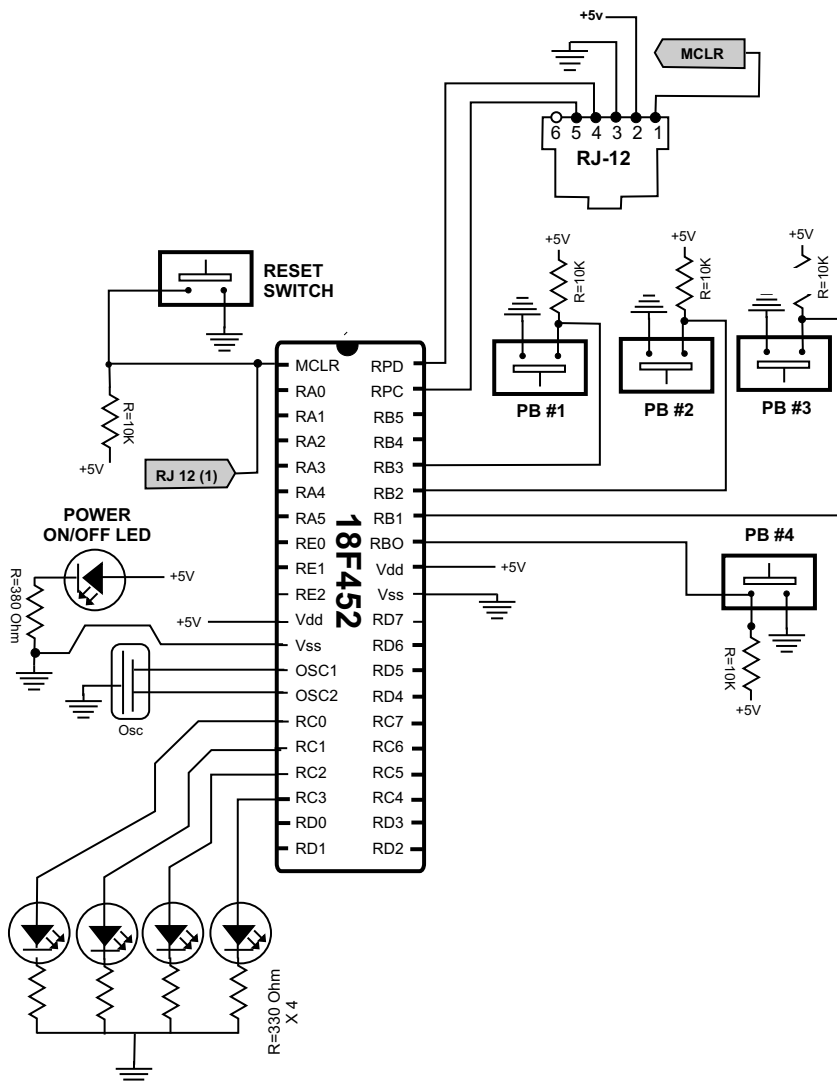 +5v
MCLR
6 5 4 3 2 1
RJ-12
+5V
R=10K
PB #1
+5V
R=10K
PB #2
+5V
R=10K
PB #3
RESET
SWITCH
R=10K
+5V
RJ 12 (1)
POWER
ON/OFF LED
+5V
R=380 Ohm
+5V
Osc
18F452
MCLR
RA0
RA1
RA2
RA3
RA4
RA5
RE0
RE1
RE2
Vdd
Vss
OSC1
OSC2
RC0
RC1
RC2
RC3
RD0
RD1
RPD
RPC
RB5
RB4
RB3
RB2
RB1
RBO
Vdd
Vss
RD7
RD6
RD5
RD4
RC7
RC6
RC5
RC4
RD3
RD2
+5V
PB #4
R=10K
+5V
R=330 Ohm
X 4